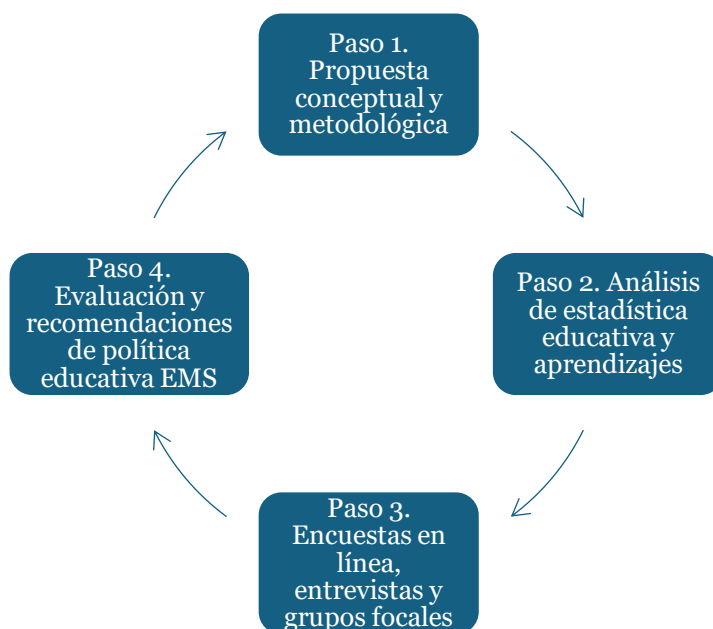 Paso 1.
Propuesta
conceptual y
metodológica
Paso 2. Análisis
de estadística
educativa y
aprendizajes
Paso 3.
Encuestas en
línea,
entrevistas y
grupos focales
Paso 4.
Evaluación y
recomendaciones
de política
educativa EMS